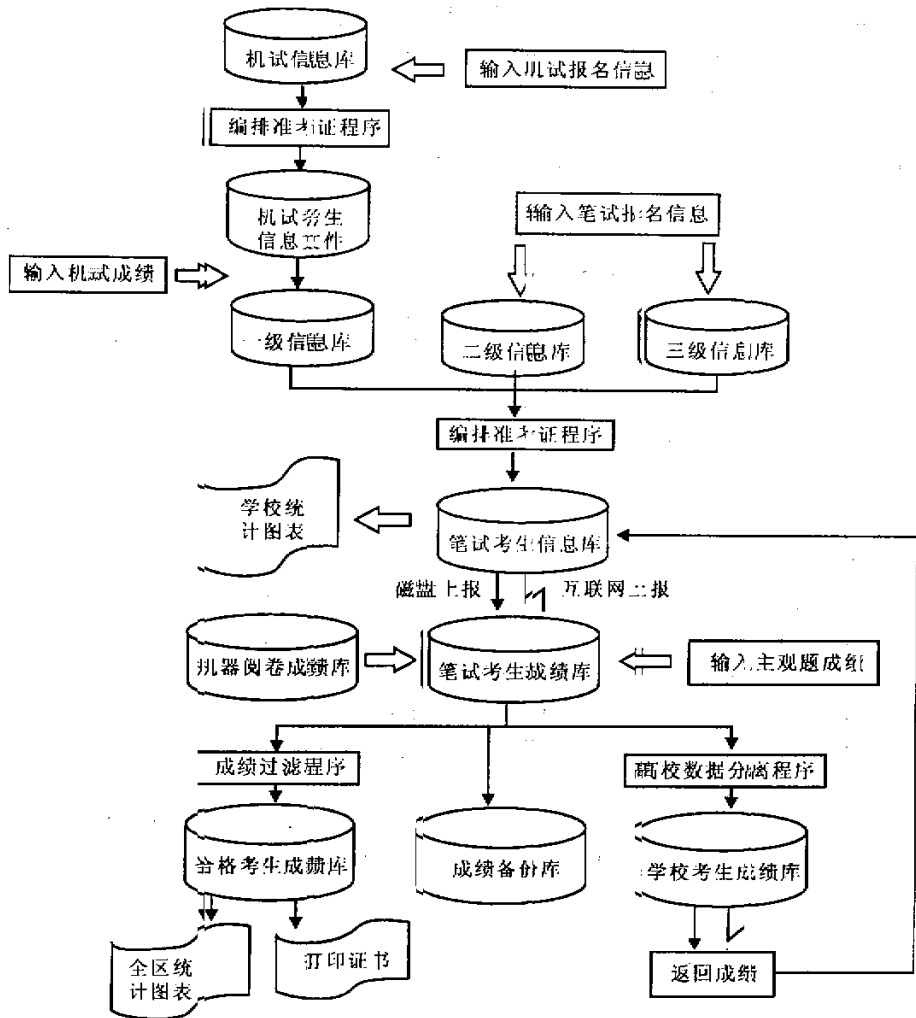 机试信息库
输入机试报名信息
编排准考证程序
机试考生
信息文件
输入笔试报名信息
输入机试成绩
一级信息库
二级信息库
三级信息库
编排准考证程序
学校统
计图表
笔试考生信息库
磁盘上报
互联网上报
机器阅卷成绩库
笔试考生成绩库
输入主观题成绩
成绩过滤程序
高校数据分离程序
合格考生成绩库
成绩备份库
学校考生成绩库
全区统
计图表
打印证书
返回成绩